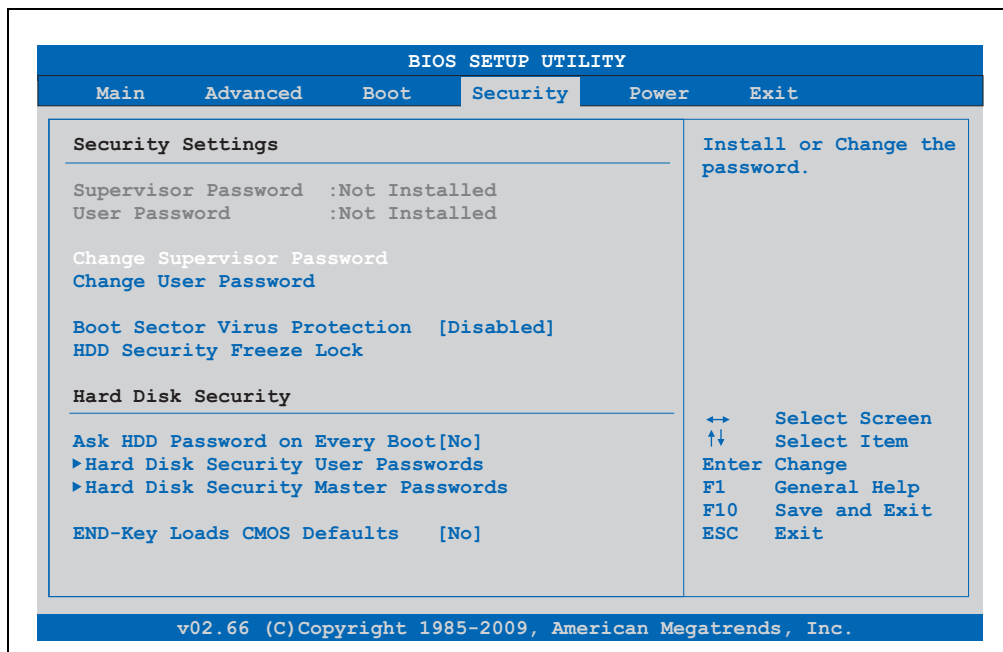 BIOS SETUP UTILITY
Main Advanced Boot Security Power Exit
Security Settings
Supervisor Password :Not Installed
User Password :Not Installed
Change Supervisor Password
Change User Password
Boot Sector Virus Protection [Disabled]
HDD Security Freeze Lock
Hard Disk Security
Ask HDD Password on Every Boot[No]
Hard Disk Security User Passwords
Hard Disk Security Master Passwords
END-Key Loads CMOS Defaults [No]
Install or Change the
password.
Select Screen
Select Item
Enter Change
F1 General Help
F10 Save and Exit
ESC Exit
v02.66 (C)Copyright 1985-2009, American Megatrends, Inc.